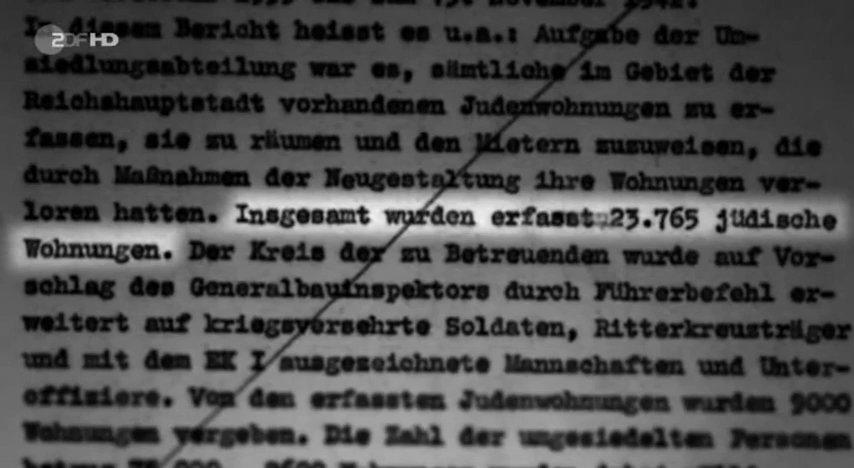 ZDF HD
In diesem Bericht heisst es u.a.: Aufgabe der Um-
siedlungsabteilung war es, sämtliche im Gebiet der
Reichshauptstadt vorhandenen Judenwohnungen zu er-
fassen, sie zu räumen und den Mietern zuzuweisen, die
durch Maßnahmen der Neugestaltung ihre Wohnungen ver-
loren hatten. Insgesamt wurden erfasst 23.765 jüdische
Wohnungen. Der Kreis der zu Betreuenden wurde auf Vor-
schlag des Generalbauinspektors durch Führerbefehl er-
weitert auf kriegsversehrte Soldaten, Ritterkreuzträger
und mit dem EK I ausgezeichnete Mannschaften und Unter-
offiziere. Von den erfassten Judenwohnungen wurden 9000
Wohnungen vergeben. Die Zahl der umgesiedelten Personen